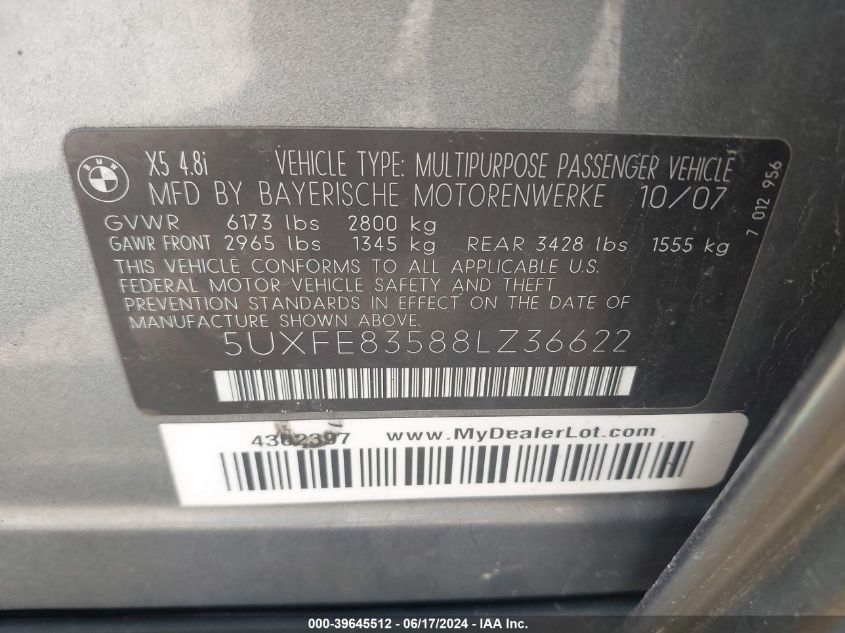 BMW
X5 4.8i VEHICLE TYPE: MULTIPURPOSE PASSENGER VEHICLE
MFD BY BAYERISCHE MOTORENWERKE 10/07
GVWR 6173 lbs 2800 kg
GAWR FRONT 2965 lbs 1345 kg REAR 3428 lbs 1555 kg
THIS VEHICLE CONFORMS TO ALL APPLICABLE U.S.
FEDERAL MOTOR VEHICLE SAFETY AND THEFT
PREVENTION STANDARDS IN EFFECT ON THE DATE OF
MANUFACTURE SHOWN ABOVE.
5UXFE83588LZ36622
7 012 956
4302397 www.MyDealerLot.com
000-39645512 - 06/17/2024 - IAAI Inc.